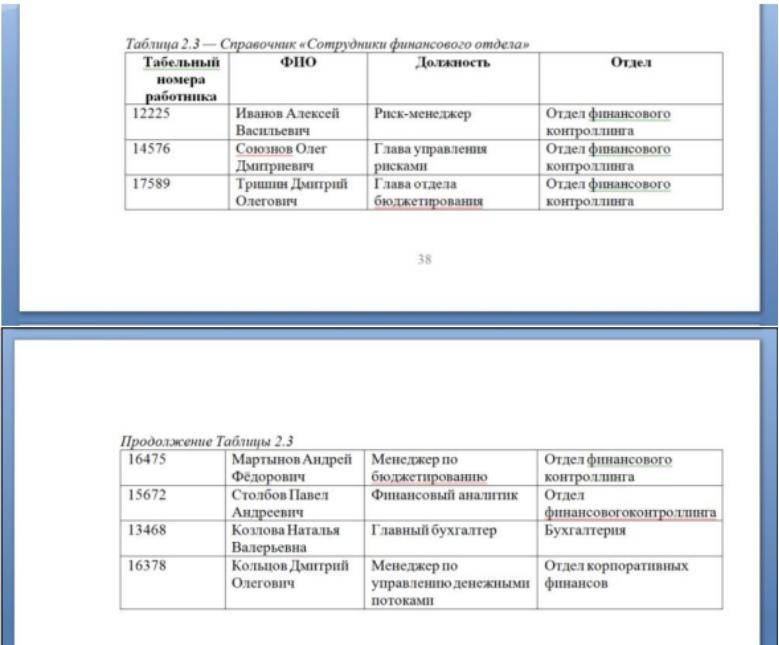 Таблица 2.3 — Справочник «Сотрудники финансового отдела»
Табельный номера работника ФИО Должность Отдел
12225 Иванов Алексей Васильевич Риск-менеджер Отдел финансового контроллинга
14576 Союзнов Олег Дмитриевич Глава управления рисками Отдел финансового контроллинга
17589 Тришин Дмитрий Олегович Глава отдела бюджетирования Отдел финансового контроллинга
38
Продолжение Таблицы 2.3
16475 Мартынов Андрей Фёдорович Менеджер по бюджетированию Отдел финансового контроллинга
15672 Столбов Павел Андреевич Финансовый аналитик Отдел финансовогоконтроллинга
13468 Козлова Наталья Валерьевна Главный бухгалтер Бухгалтерия
16378 Кольцов Дмитрий Олегович Менеджер по управлению денежными потоками Отдел корпоративных финансов